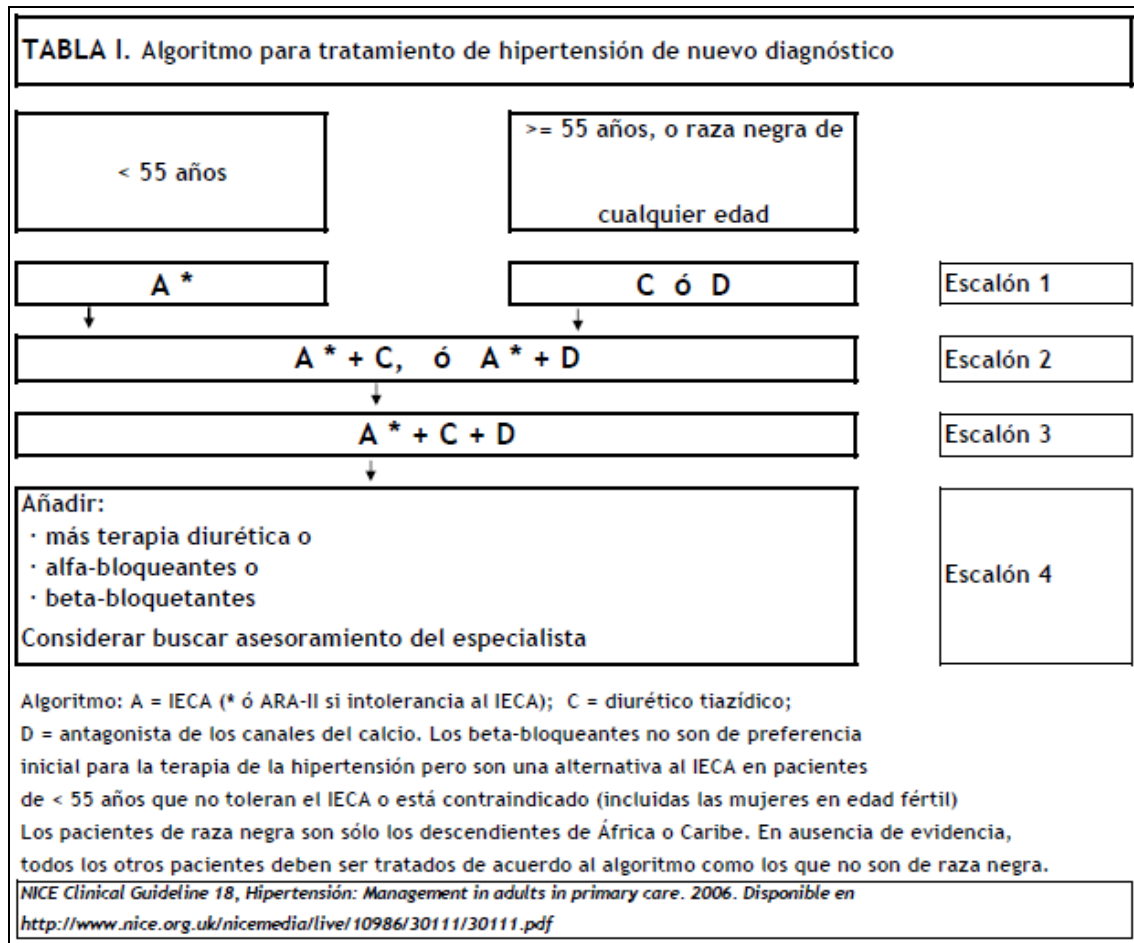 TABLA I. Algoritmo para tratamiento de hipertensión de nuevo diagnóstico
< 55 años
>= 55 años, o raza negra de
cualquier edad
A *
C ó D
Escalón 1
A * + C, ó A * + D
Escalón 2
A * + C + D
Escalón 3
Añadir:
· más terapia diurética o
· alfa-bloqueantes o
· beta-bloquetantes
Considerar buscar asesoramiento del especialista
Escalón 4
Algoritmo: A = IECA (* ó ARA-II si intolerancia al IECA); C = diurético tiazídico;
D = antagonista de los canales del calcio. Los beta-bloqueantes no son de preferencia
inicial para la terapia de la hipertensión pero son una alternativa al IECA en pacientes
de < 55 años que no toleran el IECA o está contraindicado (incluidas las mujeres en edad fértil)
Los pacientes de raza negra son sólo los descendientes de África o Caribe. En ausencia de evidencia,
todos los otros pacientes deben ser tratados de acuerdo al algoritmo como los que no son de raza negra.
NICE Clinical Guideline 18, Hipertensión: Management in adults in primary care. 2006. Disponible en
http://www.nice.org.uk/nicemedia/live/10986/30111/30111.pdf